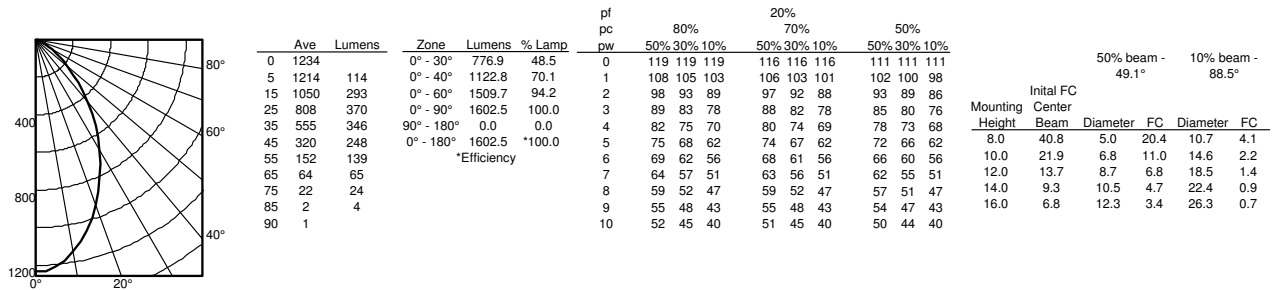 80°
60°
40°
400
800
1200
0°
20°
Ave Lumens
0 1234
5 1214 114
15 1050 293
25 808 370
35 555 346
45 320 248
55 152 139
65 64 65
75 22 24
85 2 4
90 1
Zone Lumens % Lamp
0° - 30° 776.9 48.5
0° - 40° 1122.8 70.1
0° - 60° 1509.7 94.2
0° - 90° 1602.5 100.0
90° - 180° 0.0 0.0
0° - 180° 1602.5 *100.0
*Efficiency
pf 20%
pc 80% 70% 50%
pw 50% 30% 10% 50% 30% 10% 50% 30% 10%
0 119 119 119 116 116 116 111 111 111
1 108 105 103 106 103 101 102 100 98
2 98 93 89 97 92 88 93 89 86
3 89 83 78 88 82 78 85 80 76
4 82 75 70 80 74 69 78 73 68
5 75 68 62 74 67 62 72 66 62
6 69 62 56 68 61 56 66 60 56
7 64 57 51 63 56 51 62 55 51
8 59 52 47 59 52 47 57 51 47
9 55 48 43 55 48 43 54 47 43
10 52 45 40 51 45 40 50 44 40
50% beam - 10% beam -
49.1° 88.5°
Inital FC
Mounting Center
Height Beam Diameter FC Diameter FC
8.0 40.8 5.0 20.4 10.7 4.1
10.0 21.9 6.8 11.0 14.6 2.2
12.0 13.7 8.7 6.8 18.5 1.4
14.0 9.3 10.5 4.7 22.4 0.9
16.0 6.8 12.3 3.4 26.3 0.7